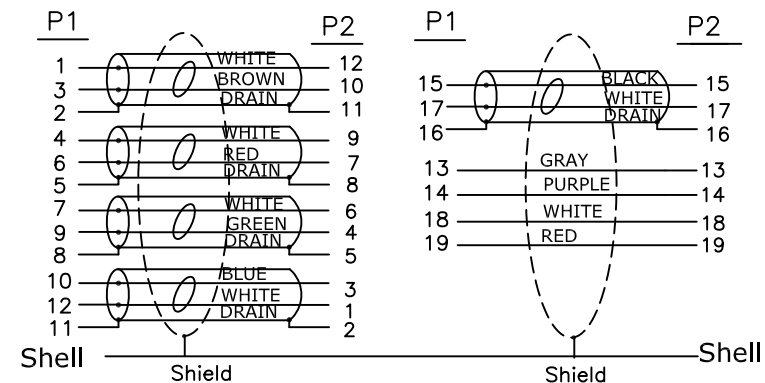 P1 P2
1 WHITE 12
3 BROWN 10
2 DRAIN 11
4 WHITE 9
6 RED 7
5 DRAIN 8
7 WHITE 6
9 GREEN 4
8 DRAIN 5
10 BLUE 3
12 WHITE 1
11 DRAIN 2
P1 P2
15 BLACK 15
17 WHITE 17
16 DRAIN 16
13 GRAY 13
14 PURPLE 14
18 WHITE 18
19 RED 19
Shell Shell
Shield Shield